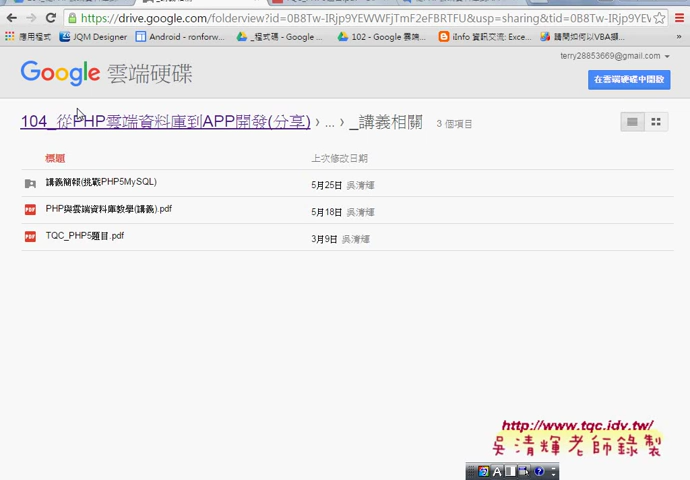 https://drive.google.com/folderview?id=0B8Tw-IRjp9YEWWFjTmF2eFBRTFU&usp=sharing&tid=0B8Tw-IRjp9YEWV
應用程式 JQM Designer Android - ronforw... _程式碼 - Google ... 102 - Google 雲端... iInfo 資訊交流: Exce... 請問如何以VBA擷...
terry28853669@gmail.com
Google 雲端硬碟
在雲端硬碟中開啟
104_從PHP雲端資料庫到APP開發(分享) › ... › _講義相關 3 個項目
標題 上次修改日期
講義簡報(挑戰PHP5MySQL) 5月25日 吳清輝
PDF PHP與雲端資料庫教學(講義).pdf 5月18日 吳清輝
PDF TQC_PHP5題目.pdf 3月9日 吳清輝
http://www.tqc.idv.tw/
吳清輝老師錄製